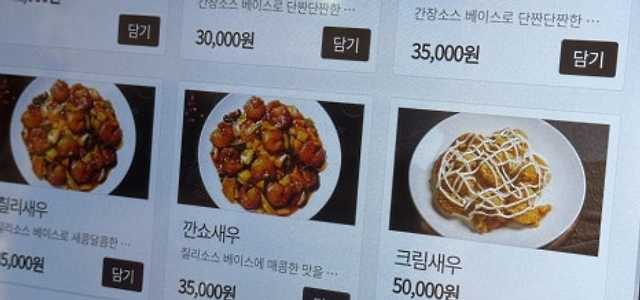 담기
간장소스 베이스로 단짠단짠한 …
30,000원
담기
간장소스 베이스로 단짠단짠한 …
35,000원
담기
칠리새우
칠리소스 베이스로 새콤달콤한 …
5,000원
담기
깐쇼새우
칠리소스 베이스에 매콤한 맛을 …
35,000원
담기
크림새우
50,000원